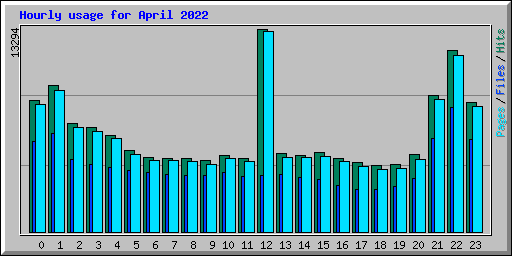 Hourly usage for April 2022
13294
Pages / Files / Hits
0 1 2 3 4 5 6 7 8 9 10 11 12 13 14 15 16 17 18 19 20 21 22 23